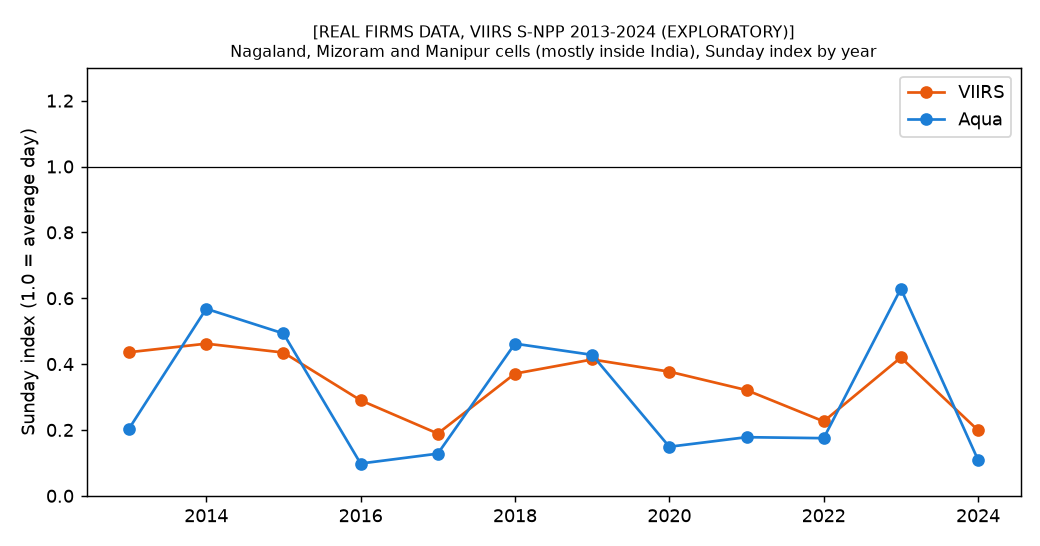 [REAL FIRMS DATA, VIIRS S-NPP 2013-2024 (EXPLORATORY)]
Nagaland, Mizoram and Manipur cells (mostly inside India), Sunday index by year
VIIRS
Aqua
Sunday index (1.0 = average day)
1.2
1.0
0.8
0.6
0.4
0.2
0.0
2014 2016 2018 2020 2022 2024